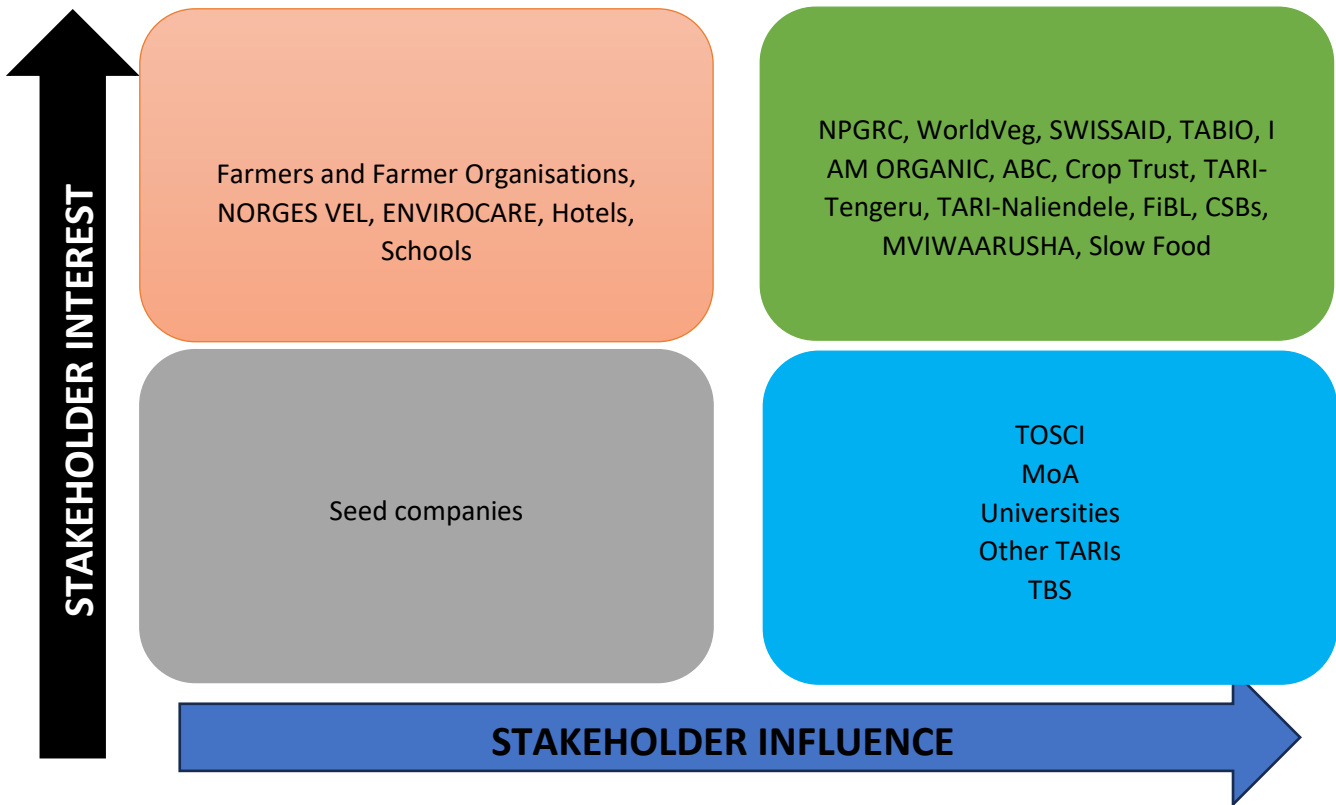 STAKEHOLDER INTEREST
Farmers and Farmer Organisations,
NORGES VEL, ENVIROCARE, Hotels,
Schools
NPGRC, WorldVeg, SWISSAID, TABIO, I
AM ORGANIC, ABC, Crop Trust, TARI-
Tengeru, TARI-Naliendele, FiBL, CSBs,
MVIWAARUSHA, Slow Food
Seed companies
TOSCI
MoA
Universities
Other TARIs
TBS
STAKEHOLDER INFLUENCE